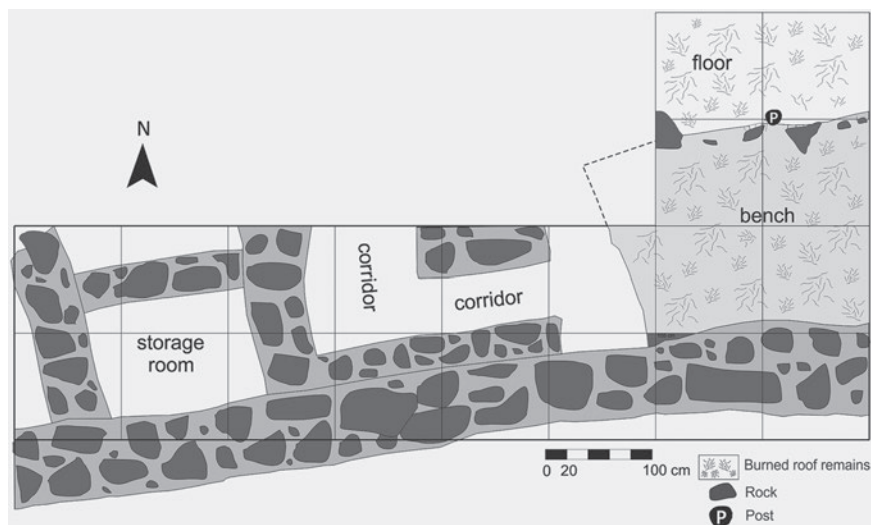 floor
P
N
bench
corridor
corridor
storage
room
0 20 100 cm
Burned roof remains
Rock
P Post